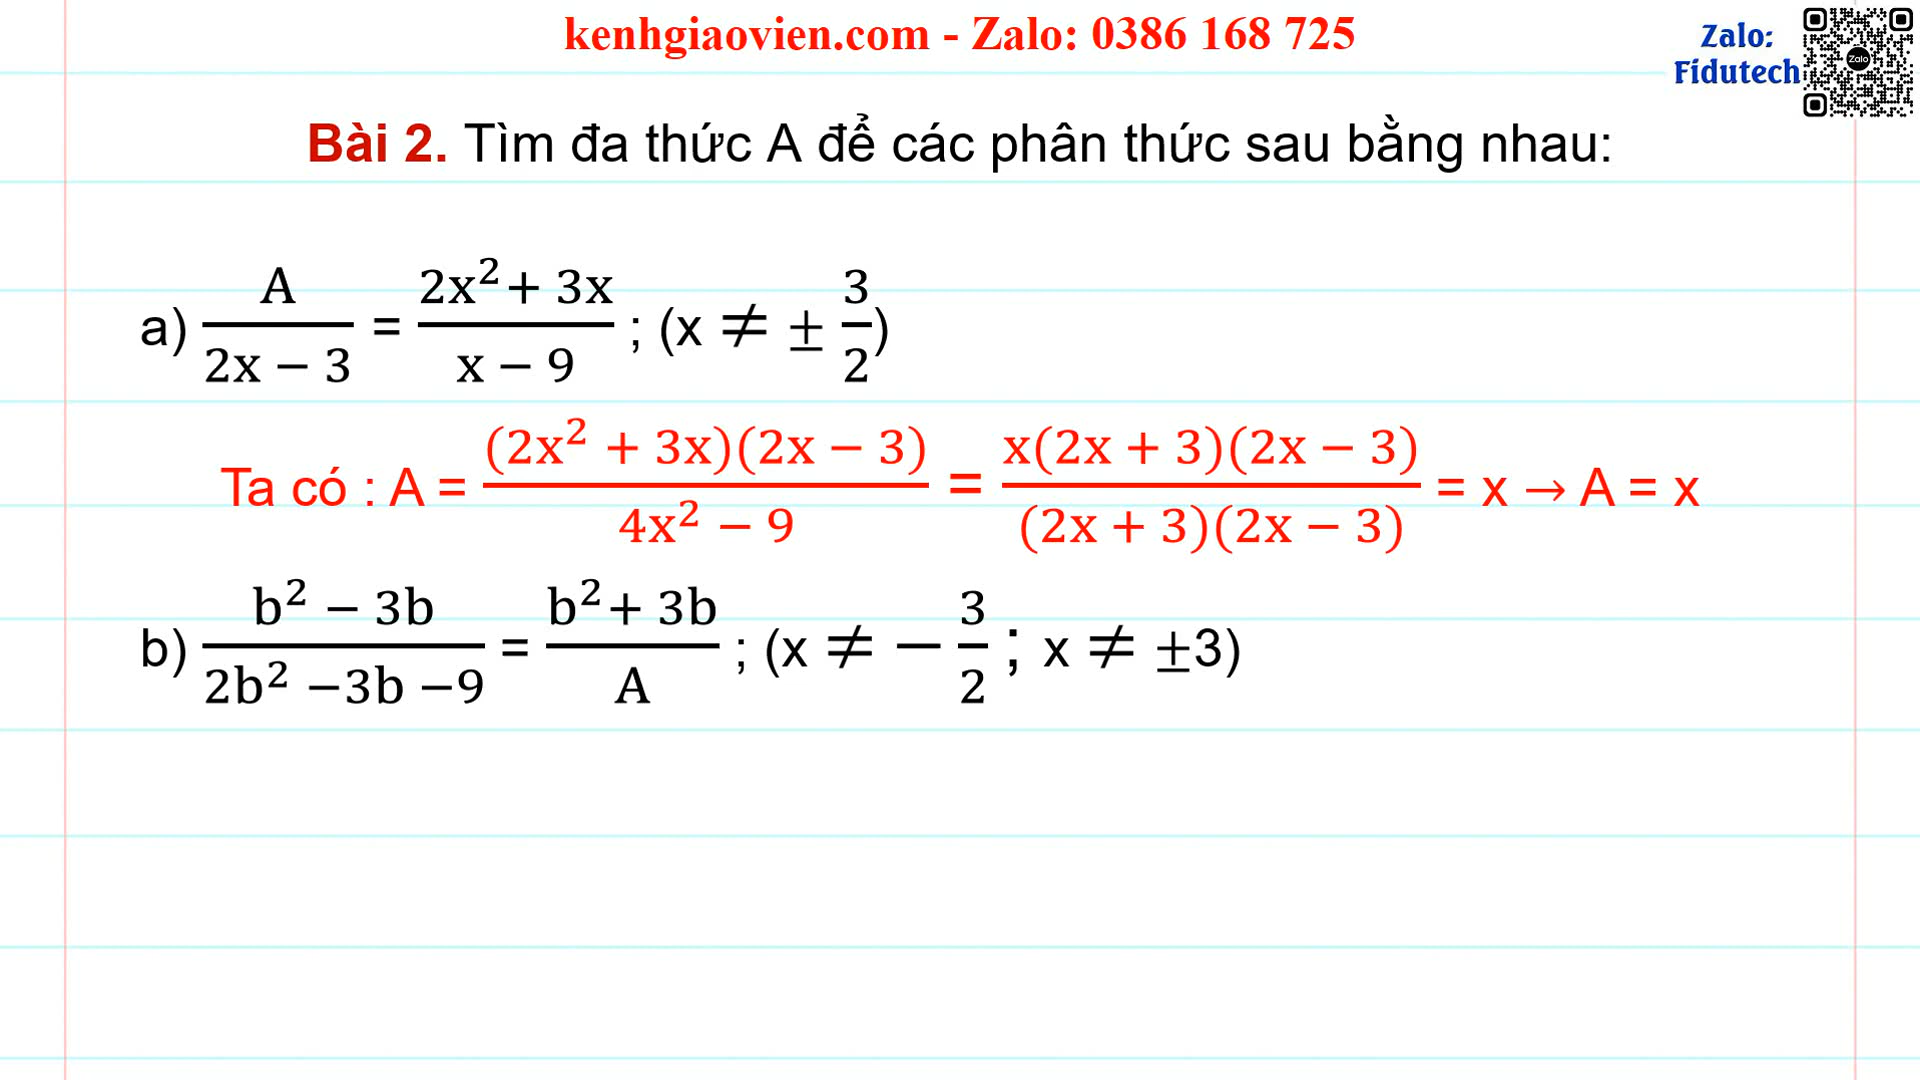 kenhgiaovien.com - Zalo: 0386 168 725
Zalo:
Fidutech
Zalo
Bài 2. Tìm đa thức A để các phân thức sau bằng nhau:
a) A/(2x − 3) = (2x² + 3x)/(x − 9) ; (x ≠ ± 3/2)
Ta có : A = ((2x² + 3x)(2x − 3))/(4x² − 9) = (x(2x + 3)(2x − 3))/((2x + 3)(2x − 3)) = x → A = x
b) (b² − 3b)/(2b² −3b −9) = (b² + 3b)/A ; (x ≠ − 3/2 ; x ≠ ±3)